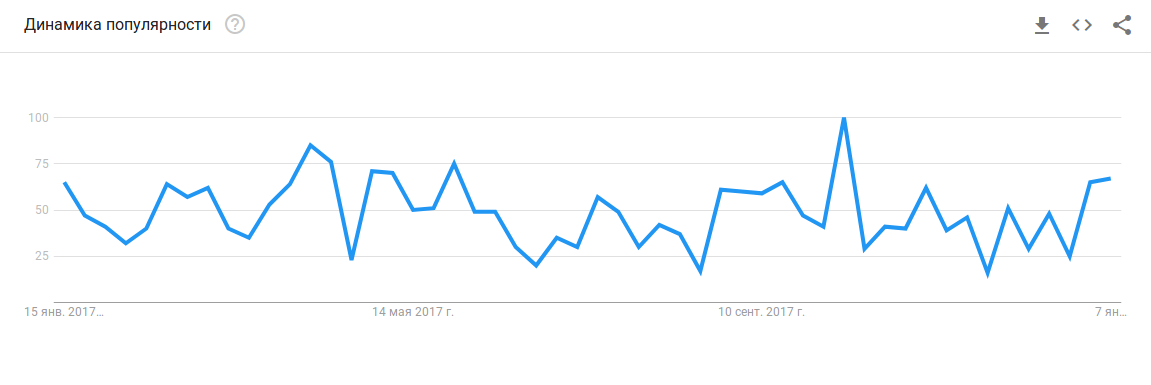 Динамика популярности ?
100
75
50
25
15 янв. 2017…
14 мая 2017 г.
10 сент. 2017 г.
7 ян…